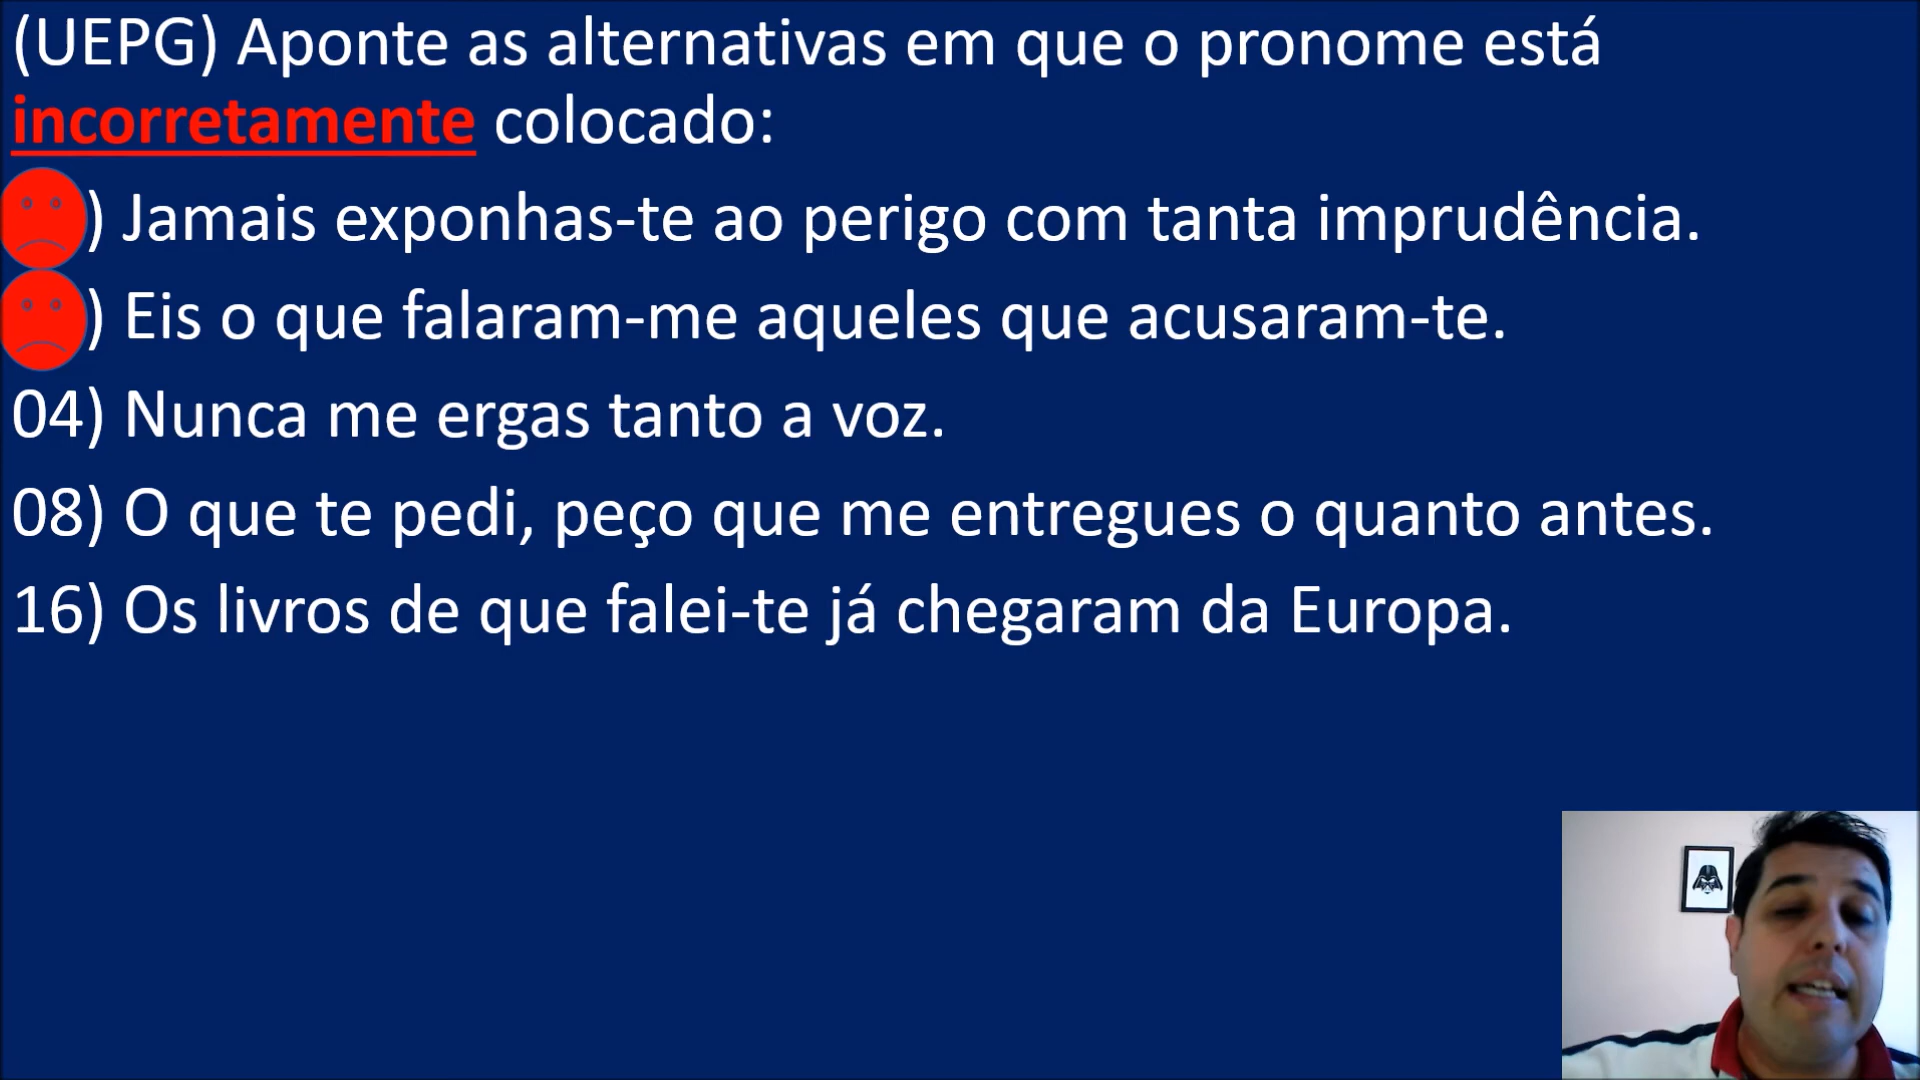 (UEPG) Aponte as alternativas em que o pronome está
incorretamente colocado:
) Jamais exponhas-te ao perigo com tanta imprudência.
) Eis o que falaram-me aqueles que acusaram-te.
04) Nunca me ergas tanto a voz.
08) O que te pedi, peço que me entregues o quanto antes.
16) Os livros de que falei-te já chegaram da Europa.